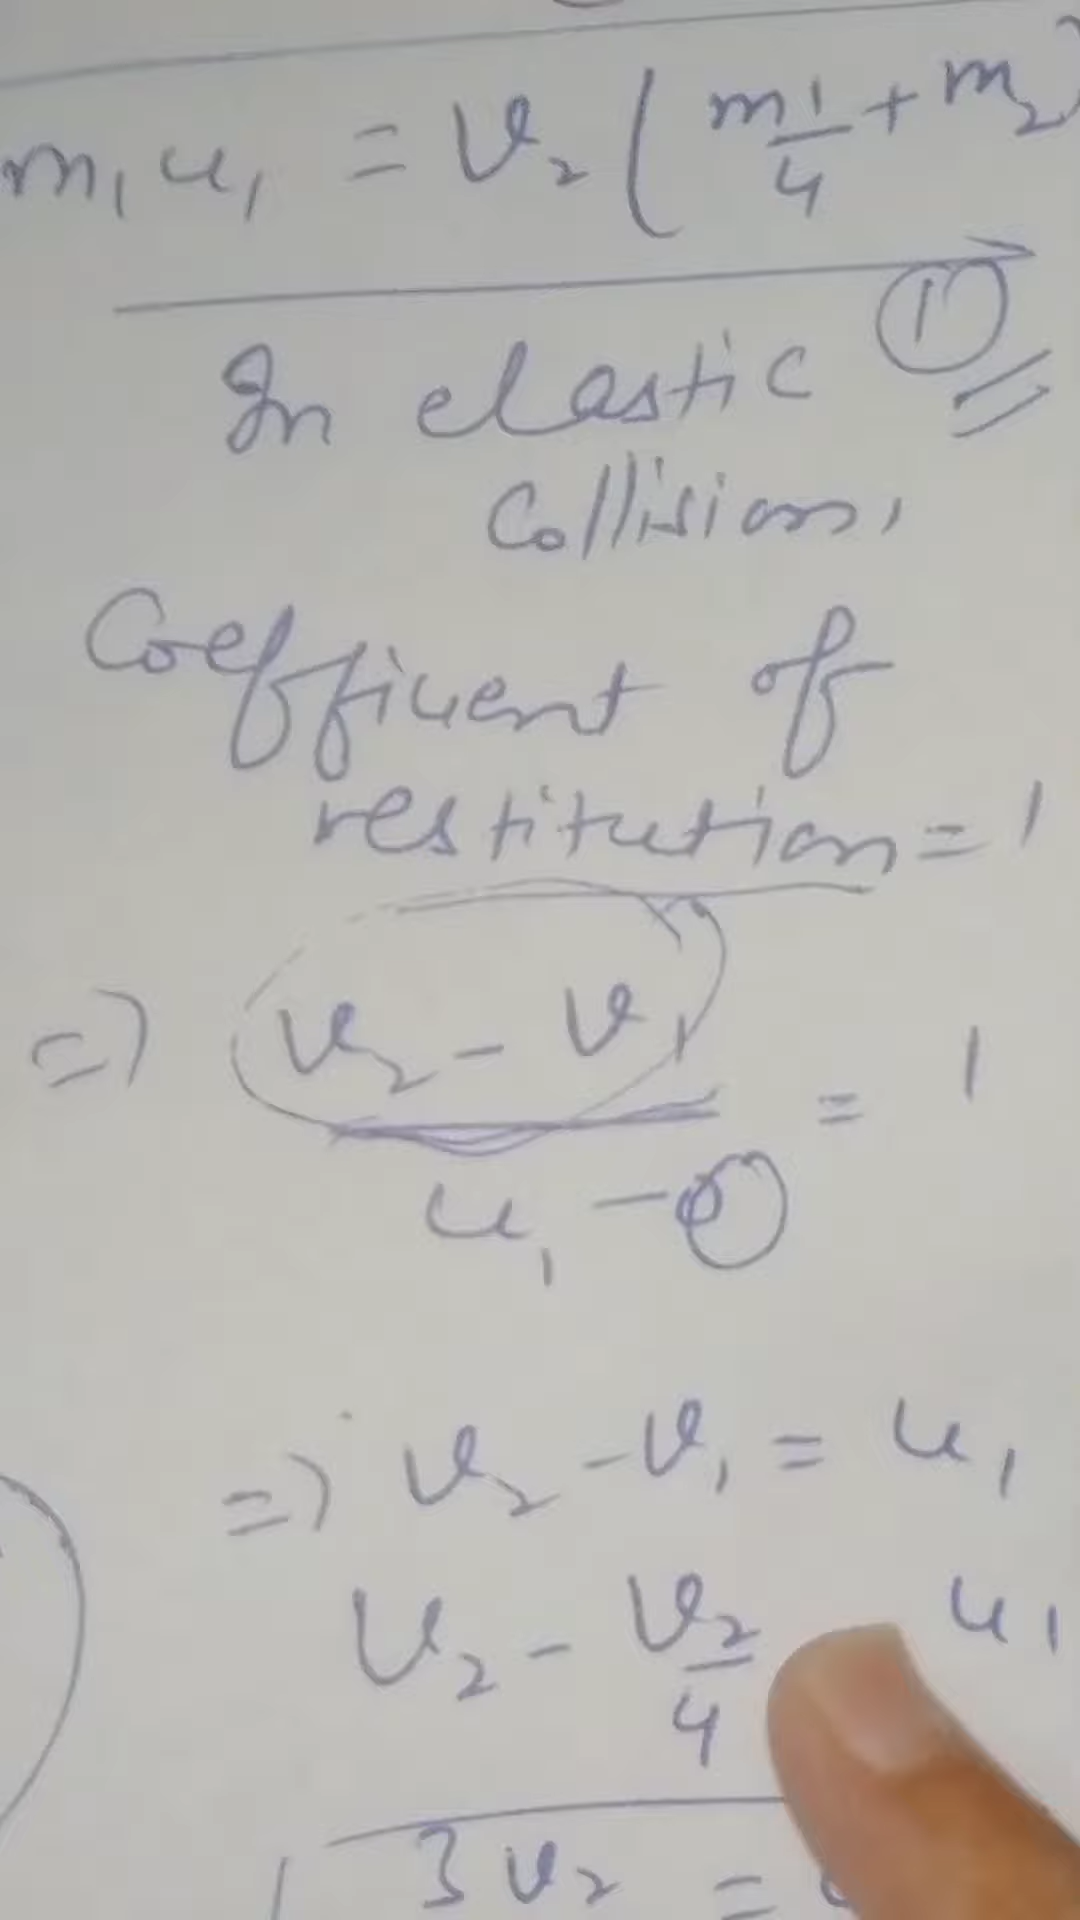 m₁u₁ = v₂(m₁/4 + m₂)
①
In elastic
Collision,
Coefficient of
restitution = 1
=> (v₂ - v₁)/(u₁ - 0) = 1
=> v₂ - v₁ = u₁
v₂ - v₂/4 u₁
3v₂ =